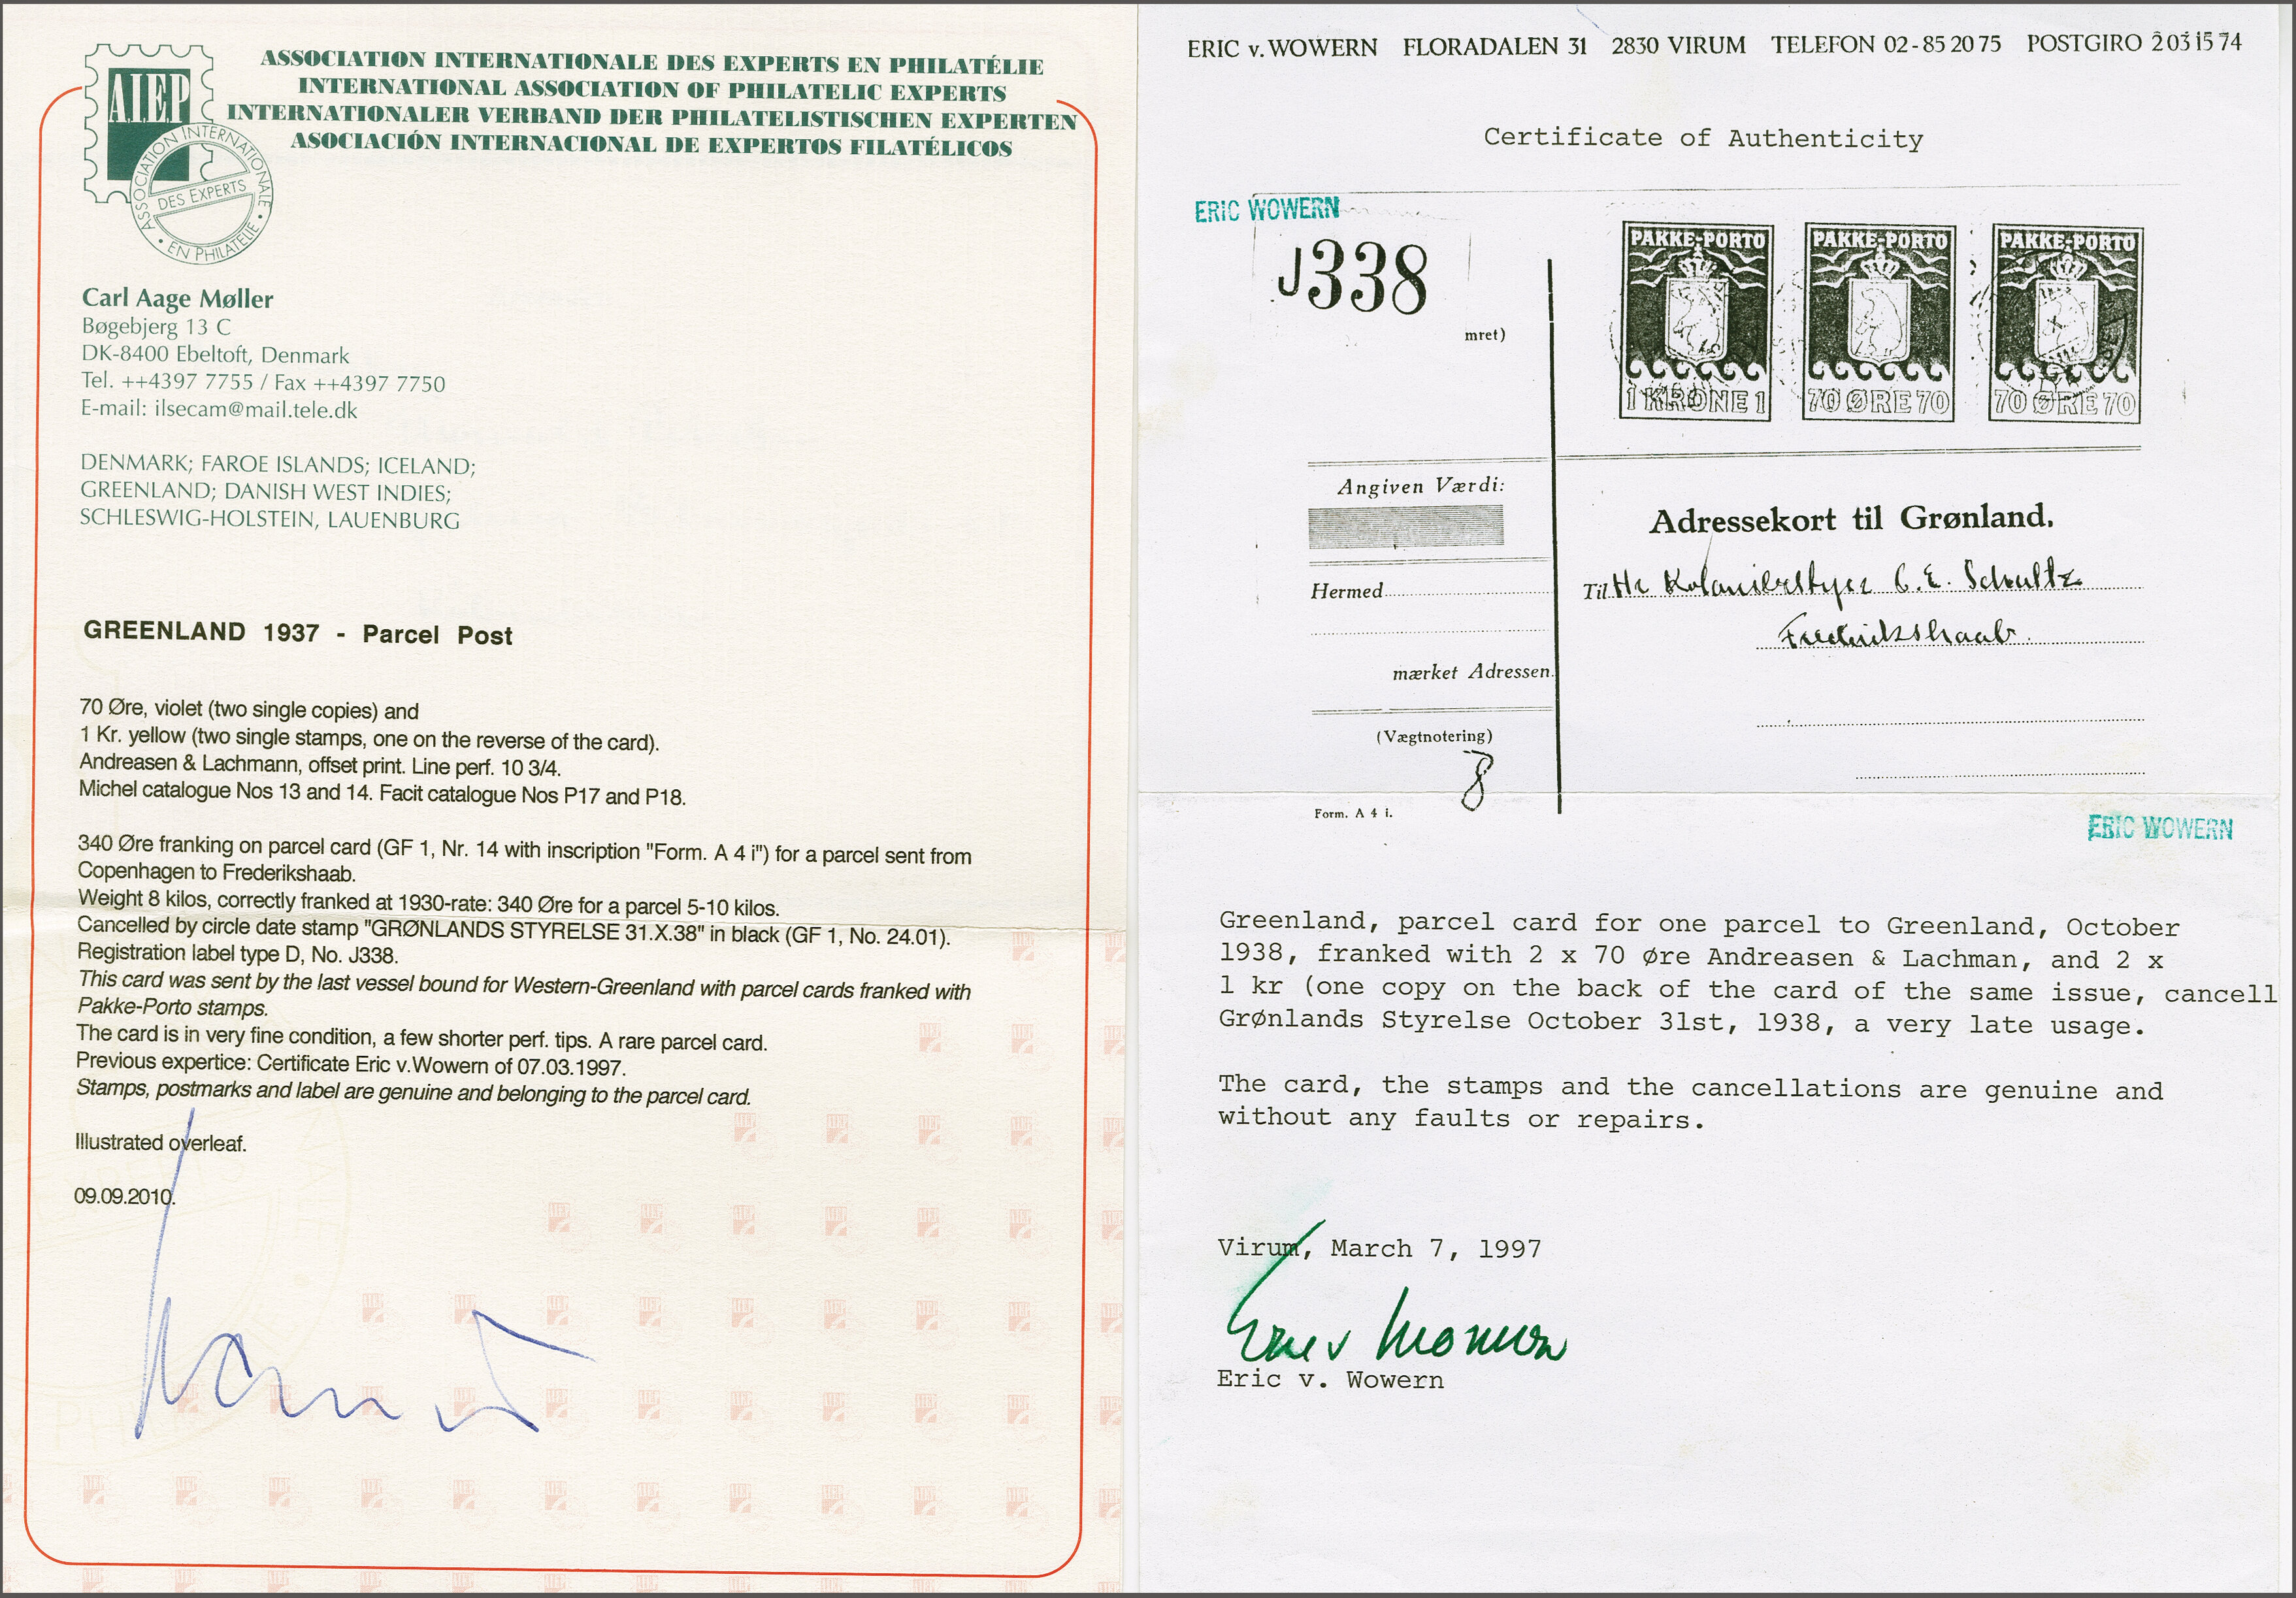 A.I.E.P
ASSOCIATION INTERNATIONALE
DES EXPERTS
• EN PHILATÉLIE •
ASSOCIATION INTERNATIONALE DES EXPERTS EN PHILATÉLIE
INTERNATIONAL ASSOCIATION OF PHILATELIC EXPERTS
INTERNATIONALER VERBAND DER PHILATELISTISCHEN EXPERTEN
ASOCIACIÓN INTERNACIONAL DE EXPERTOS FILATÉLICOS
Carl Aage Møller
Bøgebjerg 13 C
DK-8400 Ebeltoft, Denmark
Tel. ++4397 7755 / Fax ++4397 7750
E-mail: ilsecam@mail.tele.dk
DENMARK; FAROE ISLANDS; ICELAND;
GREENLAND; DANISH WEST INDIES;
SCHLESWIG-HOLSTEIN, LAUENBURG
GREENLAND 1937 - Parcel Post
70 Øre, violet (two single copies) and
1 Kr. yellow (two single stamps, one on the reverse of the card).
Andreasen & Lachmann, offset print. Line perf. 10 3/4.
Michel catalogue Nos 13 and 14. Facit catalogue Nos P17 and P18.
340 Øre franking on parcel card (GF 1, Nr. 14 with inscription "Form. A 4 i") for a parcel sent from
Copenhagen to Frederikshaab.
Weight 8 kilos, correctly franked at 1930-rate: 340 Øre for a parcel 5-10 kilos.
Cancelled by circle date stamp "GRØNLANDS STYRELSE 31.X.38" in black (GF 1, No. 24.01).
Registration label type D, No. J338.
This card was sent by the last vessel bound for Western-Greenland with parcel cards franked with
Pakke-Porto stamps.
The card is in very fine condition, a few shorter perf. tips. A rare parcel card.
Previous expertice: Certificate Eric v.Wowern of 07.03.1997.
Stamps, postmarks and label are genuine and belonging to the parcel card.
Illustrated overleaf.
09.09.2010.
ERIC v. WOWERN FLORADALEN 31 2830 VIRUM TELEFON 02-85 20 75 POSTGIRO 2 03 15 74
Certificate of Authenticity
ERIC WOWERN
J338
mret)
PAKKE-PORTO PAKKE-PORTO PAKKE-PORTO
1 KRONE 1 70 ØRE 70 70 ØRE 70
Angiven Værdi:
Adressekort til Grønland.
Hermed
Til Hr Kolonibestyrer C. E. Schultz
Frederikshaab.
mærket Adressen.
(Vægtnotering)
8
Form. A 4 i.
ERIC WOWERN
Greenland, parcel card for one parcel to Greenland, October
1938, franked with 2 x 70 øre Andreasen & Lachman, and 2 x
1 kr (one copy on the back of the card of the same issue, cancell
Grønlands Styrelse October 31st, 1938, a very late usage.
The card, the stamps and the cancellations are genuine and
without any faults or repairs.
Virum, March 7, 1997
Eric v Wowern
Eric v. Wowern